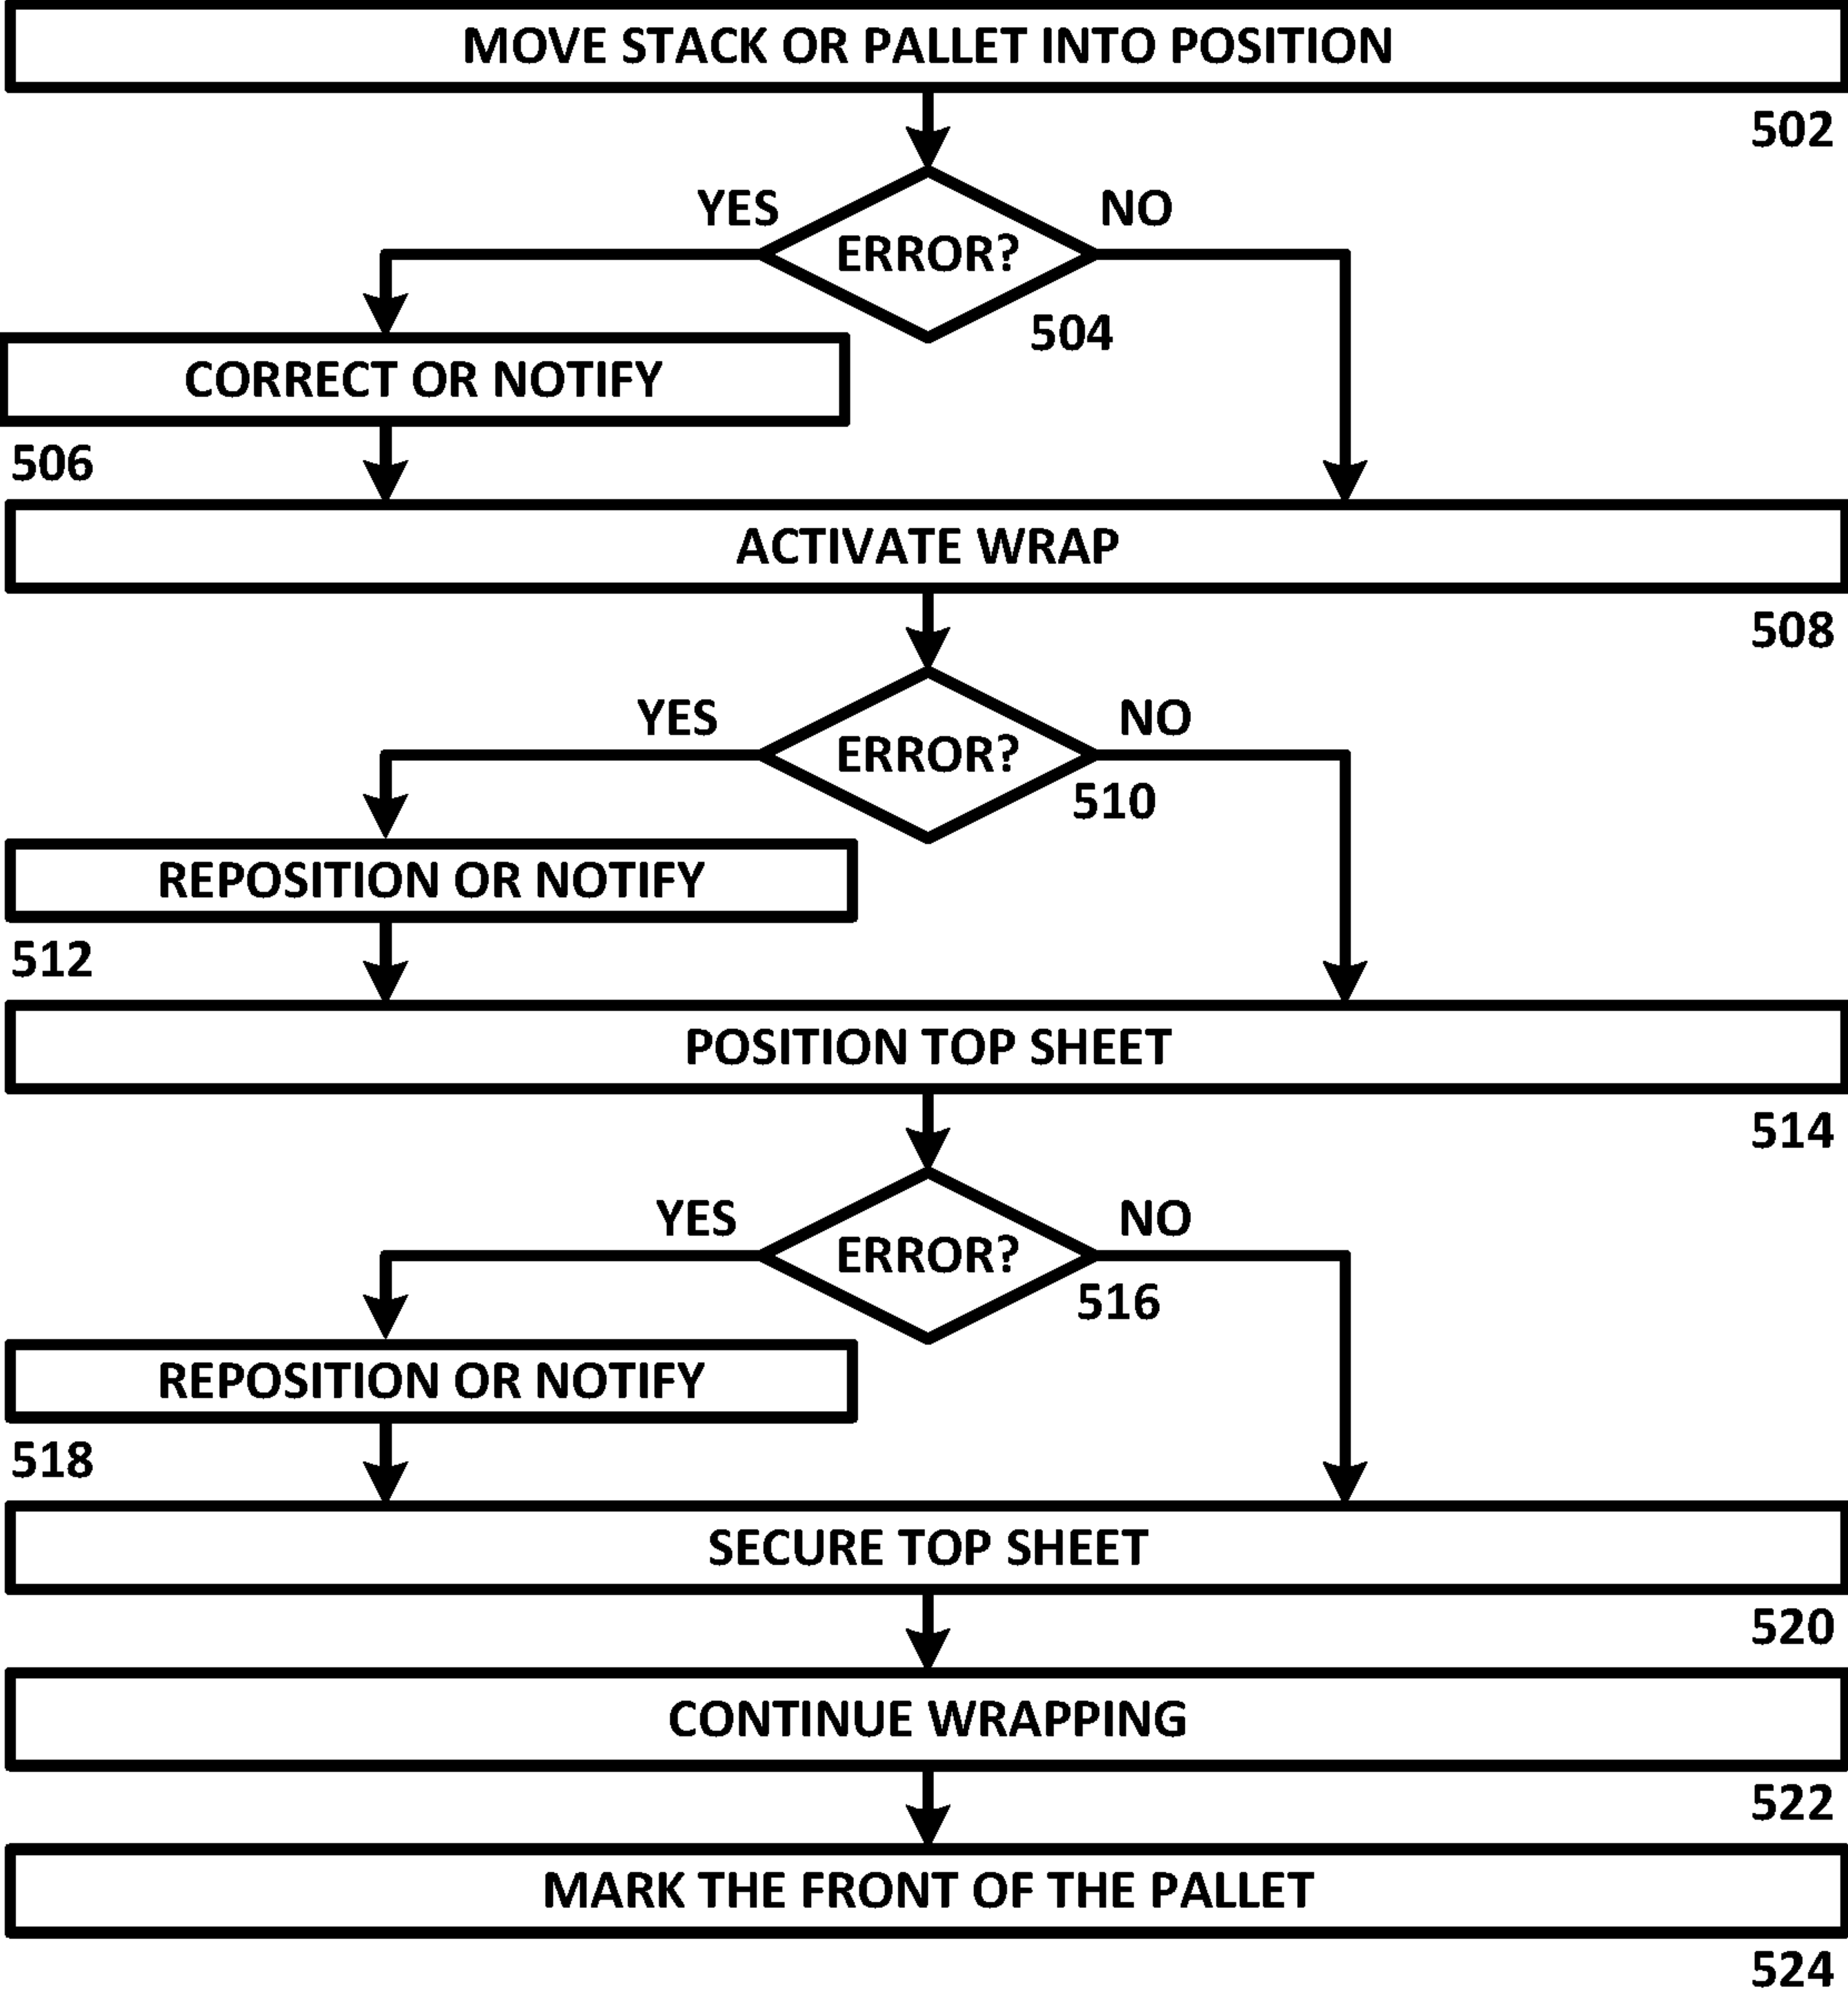 MOVE STACK OR PALLET INTO POSITION
502
YES
NO
ERROR?
504
CORRECT OR NOTIFY
506
ACTIVATE WRAP
508
YES
NO
ERROR?
510
REPOSITION OR NOTIFY
512
POSITION TOP SHEET
514
YES
NO
ERROR?
516
REPOSITION OR NOTIFY
518
SECURE TOP SHEET
520
CONTINUE WRAPPING
522
MARK THE FRONT OF THE PALLET
524